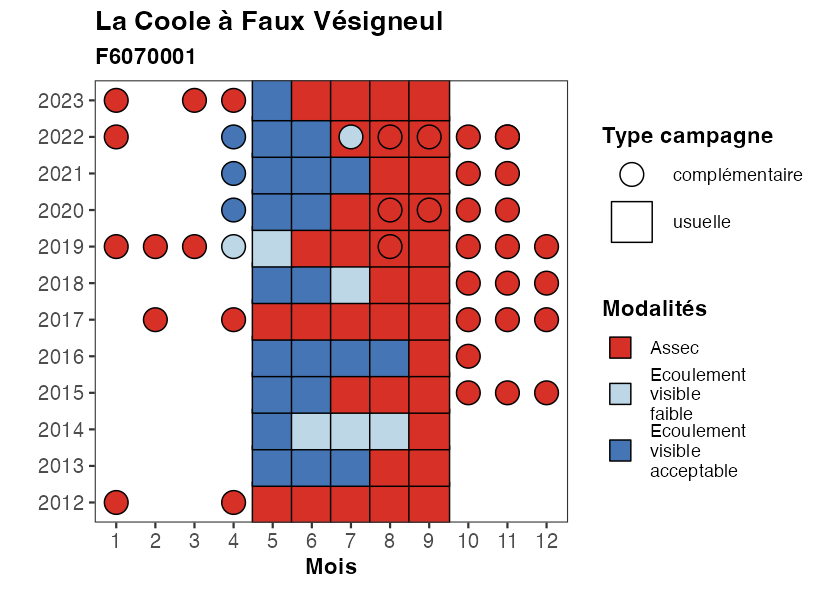 La Coole à Faux Vésigneul
F6070001
2023
2022
2021
2020
2019
2018
2017
2016
2015
2014
2013
2012
1 2 3 4 5 6 7 8 9 10 11 12
Mois
Type campagne
complémentaire
usuelle
Modalités
Assec
Ecoulement
visible
faible
Ecoulement
visible
acceptable